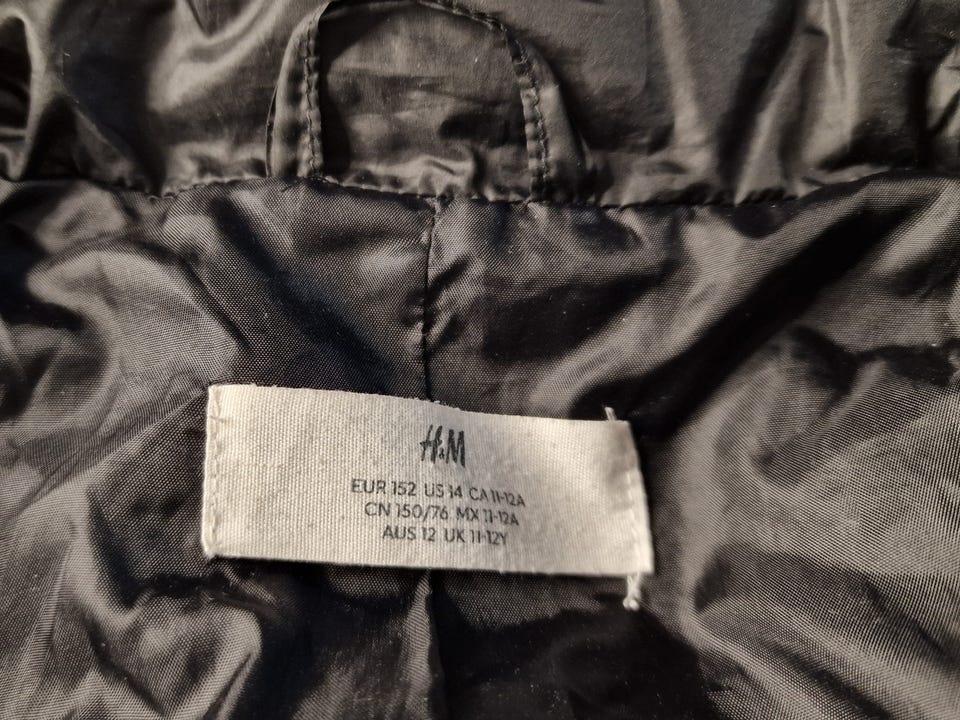 H&M
EUR 152 US 14 CA 11-12A
CN 150/76 MX 11-12A
AUS 12 UK 11-12Y